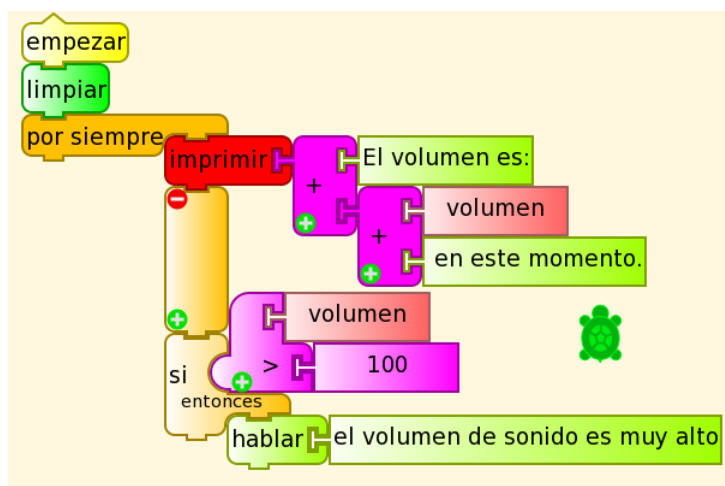 empezar
limpiar
por siempre
imprimir + El volumen es:
+ volumen
en este momento.
volumen
si > 100
entonces
hablar el volumen de sonido es muy alto